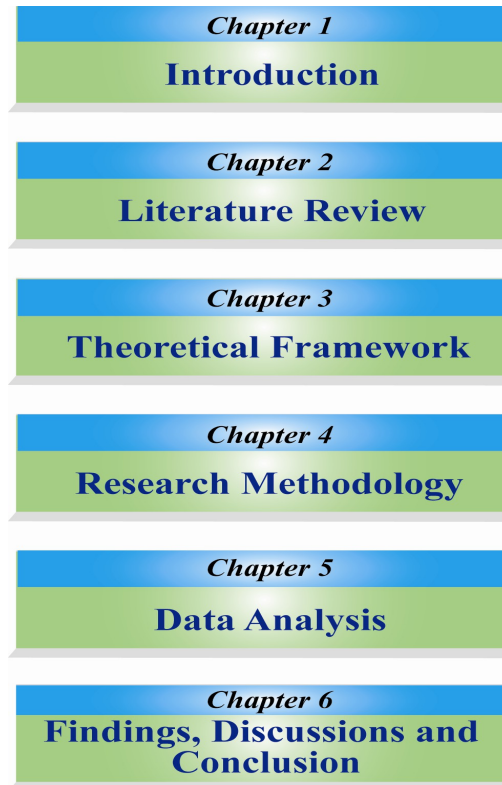 Chapter 1
Introduction
Chapter 2
Literature Review
Chapter 3
Theoretical Framework
Chapter 4
Research Methodology
Chapter 5
Data Analysis
Chapter 6
Findings, Discussions and
Conclusion